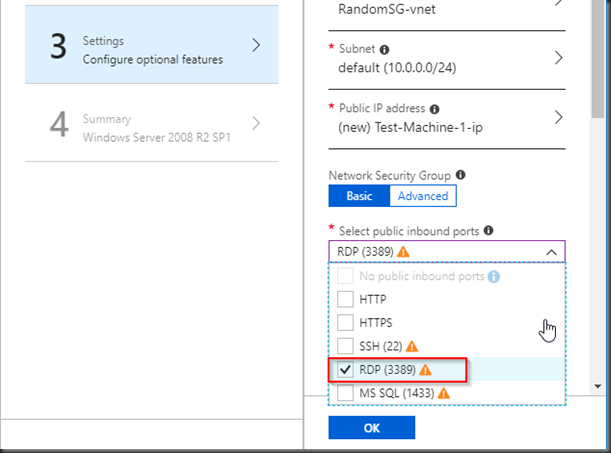 3
Settings
Configure optional features
4
Summary
Windows Server 2008 R2 SP1
RandomSG-vnet
* Subnet
default (10.0.0.0/24)
* Public IP address
(new) Test-Machine-1-ip
Network Security Group
Basic
Advanced
* Select public inbound ports
RDP (3389)
No public inbound ports
HTTP
HTTPS
SSH (22)
RDP (3389)
MS SQL (1433)
OK